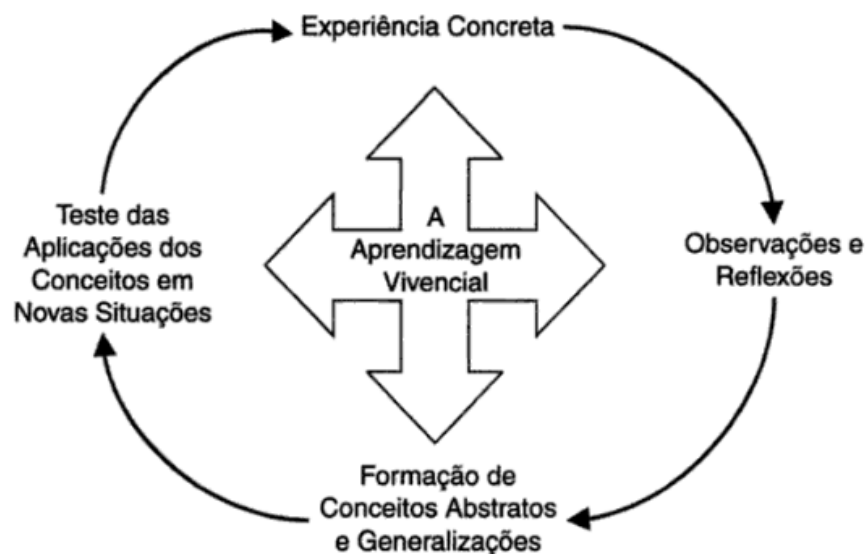 Experiência Concreta
Teste das
Aplicações dos
Conceitos em
Novas Situações
A
Aprendizagem
Vivencial
Observações e
Reflexões
Formação de
Conceitos Abstratos
e Generalizações